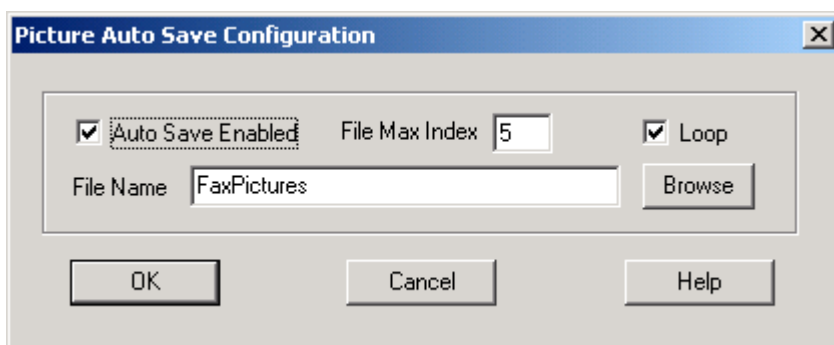 Picture Auto Save Configuration
Auto Save Enabled File Max Index 5 Loop
File Name FaxPictures Browse
OK Cancel Help